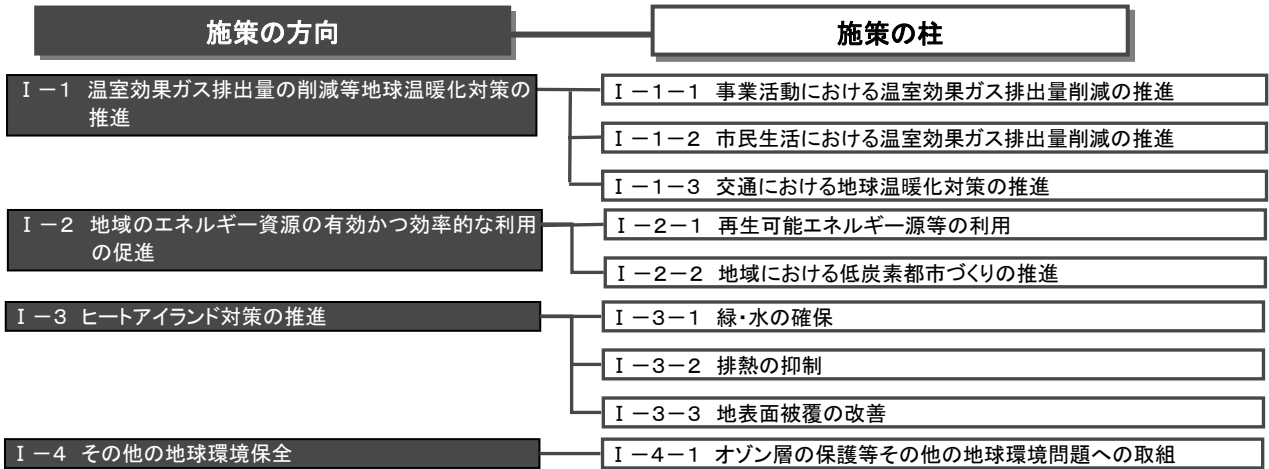 施策の方向
施策の柱
Ⅰ－１ 温室効果ガス排出量の削減等地球温暖化対策の
推進
Ⅰ－１－１ 事業活動における温室効果ガス排出量削減の推進
Ⅰ－１－２ 市民生活における温室効果ガス排出量削減の推進
Ⅰ－１－３ 交通における地球温暖化対策の推進
Ⅰ－２ 地域のエネルギー資源の有効かつ効率的な利用
の促進
Ⅰ－２－１ 再生可能エネルギー源等の利用
Ⅰ－２－２ 地域における低炭素都市づくりの推進
Ⅰ－３ ヒートアイランド対策の推進
Ⅰ－３－１ 緑・水の確保
Ⅰ－３－２ 排熱の抑制
Ⅰ－３－３ 地表面被覆の改善
Ⅰ－４ その他の地球環境保全
Ⅰ－４－１ オゾン層の保護等その他の地球環境問題への取組